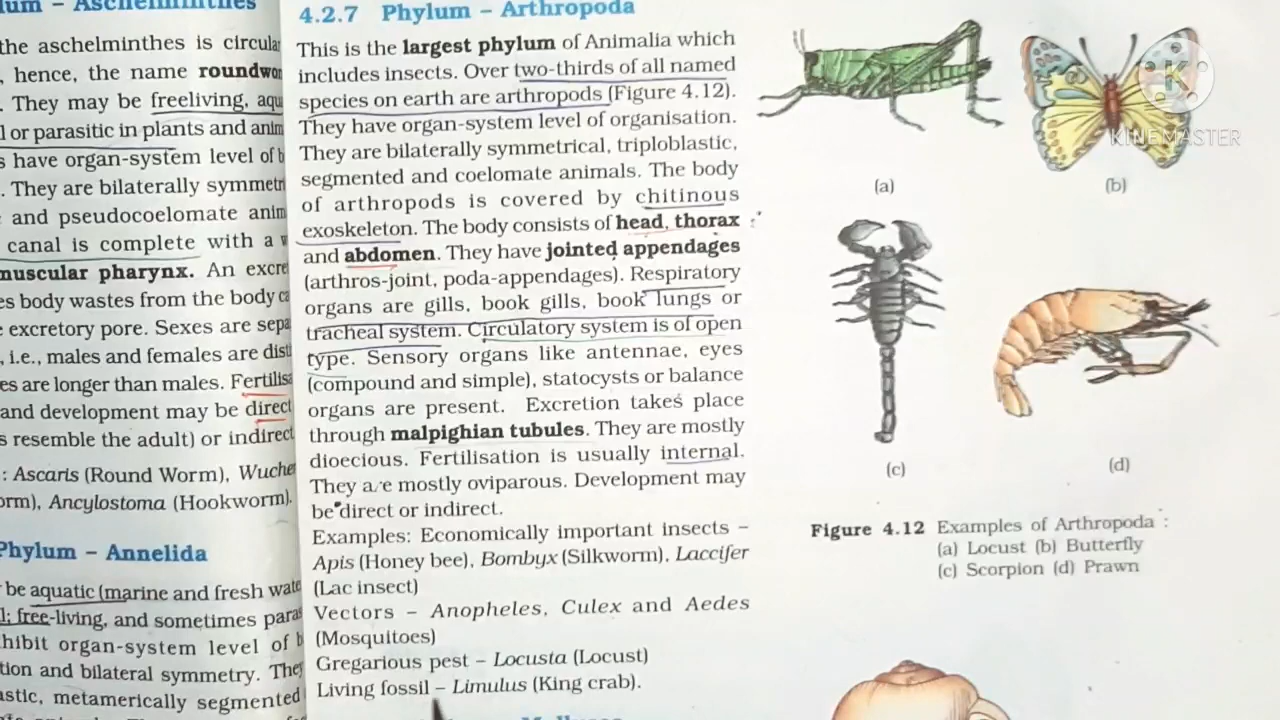 lum – Aschelminthes
the aschelminthes is circular
, hence, the name roundwor
. They may be freeliving, aqu
l or parasitic in plants and anim
s have organ-system level of b
. They are bilaterally symmetri
and pseudocoelomate anim
canal is complete with a w
muscular pharynx. An excre
es body wastes from the body ca
e excretory pore. Sexes are sepa
, i.e., males and females are disti
es are longer than males. Fertilisa
and development may be direct
s resemble the adult) or indirect
: Ascaris (Round Worm), Wuche
orm), Ancylostoma (Hookworm).
Phylum – Annelida
be aquatic (marine and fresh wate
l; free-living, and sometimes para
hibit organ-system level of b
tion and bilateral symmetry. They
astic, metamerically segmented
4.2.7 Phylum – Arthropoda
This is the largest phylum of Animalia which
includes insects. Over two-thirds of all named
species on earth are arthropods (Figure 4.12).
They have organ-system level of organisation.
They are bilaterally symmetrical, triploblastic,
segmented and coelomate animals. The body
of arthropods is covered by chitinous
exoskeleton. The body consists of head, thorax
and abdomen. They have jointed appendages
(arthros-joint, poda-appendages). Respiratory
organs are gills, book gills, book lungs or
tracheal system. Circulatory system is of open
type. Sensory organs like antennae, eyes
(compound and simple), statocysts or balance
organs are present. Excretion takes place
through malpighian tubules. They are mostly
dioecious. Fertilisation is usually internal.
They are mostly oviparous. Development may
be direct or indirect.
Examples: Economically important insects –
Apis (Honey bee), Bombyx (Silkworm), Laccifer
(Lac insect)
Vectors – Anopheles, Culex and Aedes
(Mosquitoes)
Gregarious pest – Locusta (Locust)
Living fossil – Limulus (King crab).
KINEMASTER
(a)
(b)
(c)
(d)
Figure 4.12 Examples of Arthropoda :
(a) Locust (b) Butterfly
(c) Scorpion (d) Prawn